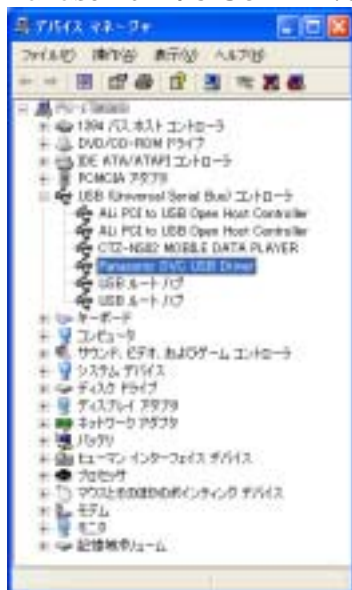 デバイス マネージャ
ファイル(F) 操作(A) 表示(V) ヘルプ(H)
1394 バス ホスト コントローラ
DVD/CD-ROM ドライブ
IDE ATA/ATAPI コントローラ
PCMCIA アダプタ
USB (Universal Serial Bus) コントローラ
ALi PCI to USB Open Host Controller
ALi PCI to USB Open Host Controller
CTZ-NS02 MOBILE DATA PLAYER
Panasonic DVC USB Driver
USB ルート ハブ
USB ルート ハブ
キーボード
コンピュータ
サウンド、ビデオ、およびゲーム コントローラ
システム デバイス
ディスク ドライブ
ディスプレイ アダプタ
ネットワーク アダプタ
バッテリ
ヒューマン インターフェイス デバイス
プロセッサ
マウスとそのほかのポインティング デバイス
モデム
モニタ
記憶域ボリューム